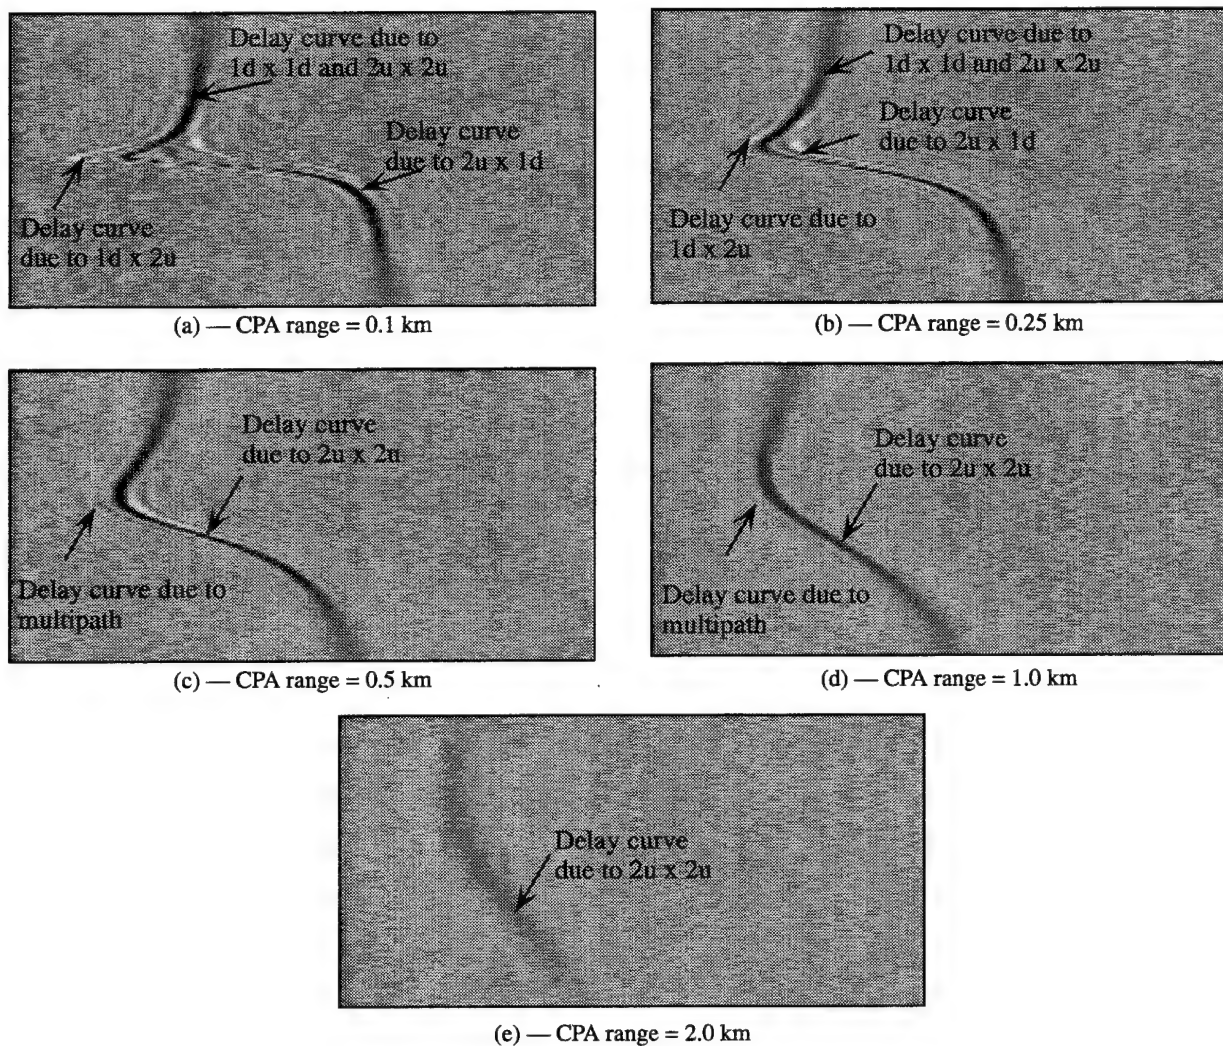 Delay curve due to
1d x 1d and 2u x 2u
Delay curve
due to 2u x 1d
Delay curve
due to 1d x 2u
(a) — CPA range = 0.1 km
Delay curve due to
1d x 1d and 2u x 2u
Delay curve
due to 2u x 1d
Delay curve due to
1d x 2u
(b) — CPA range = 0.25 km
Delay curve
due to 2u x 2u
Delay curve due to
multipath
(c) — CPA range = 0.5 km
Delay curve
due to 2u x 2u
Delay curve due to
multipath
(d) — CPA range = 1.0 km
Delay curve
due to 2u x 2u
(e) — CPA range = 2.0 km